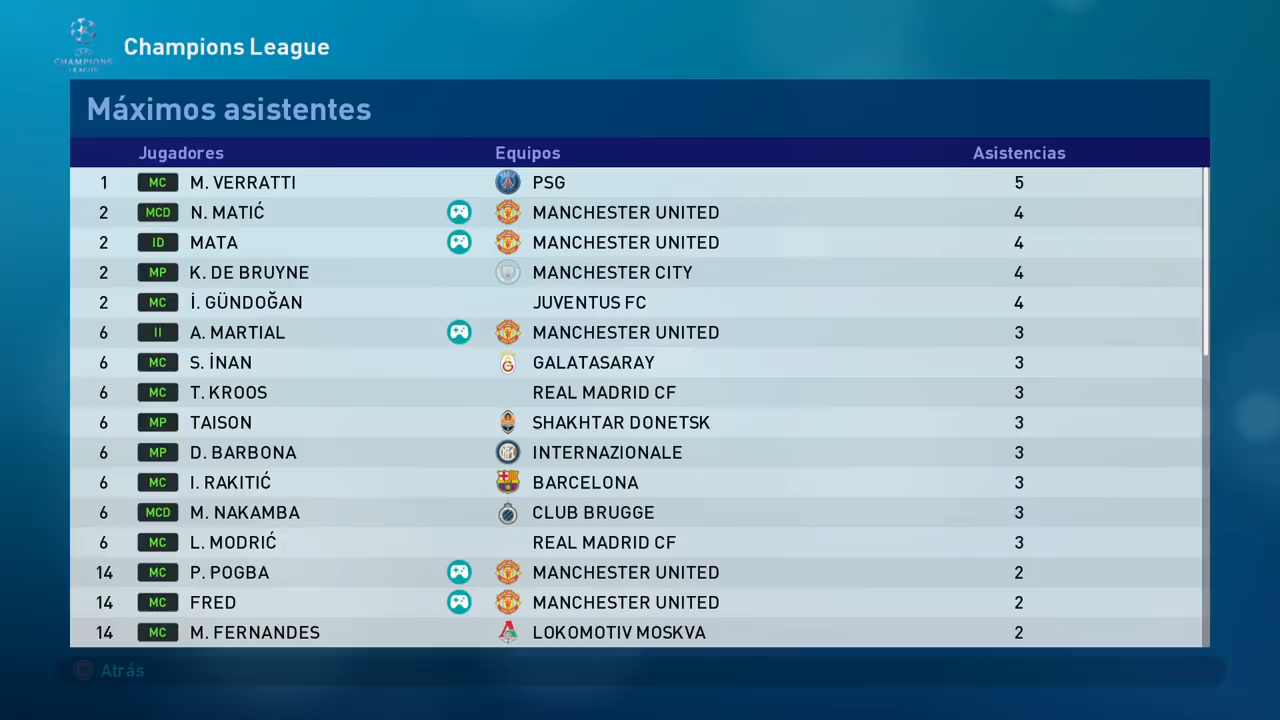 CHAMPIONS
LEAGUE
Champions League
Máximos asistentes
Jugadores Equipos Asistencias
1 MC M. VERRATTI PSG 5
2 MCD N. MATIĆ MANCHESTER UNITED 4
2 ID MATA MANCHESTER UNITED 4
2 MP K. DE BRUYNE MANCHESTER CITY 4
2 MC İ. GÜNDOĞAN JUVENTUS FC 4
6 II A. MARTIAL MANCHESTER UNITED 3
6 MC S. İNAN GALATASARAY 3
6 MC T. KROOS REAL MADRID CF 3
6 MP TAISON SHAKHTAR DONETSK 3
6 MP D. BARBONA INTERNAZIONALE 3
6 MC I. RAKITIĆ BARCELONA 3
6 MCD M. NAKAMBA CLUB BRUGGE 3
6 MC L. MODRIĆ REAL MADRID CF 3
14 MC P. POGBA MANCHESTER UNITED 2
14 MC FRED MANCHESTER UNITED 2
14 MC M. FERNANDES LOKOMOTIV MOSKVA 2
Atrás